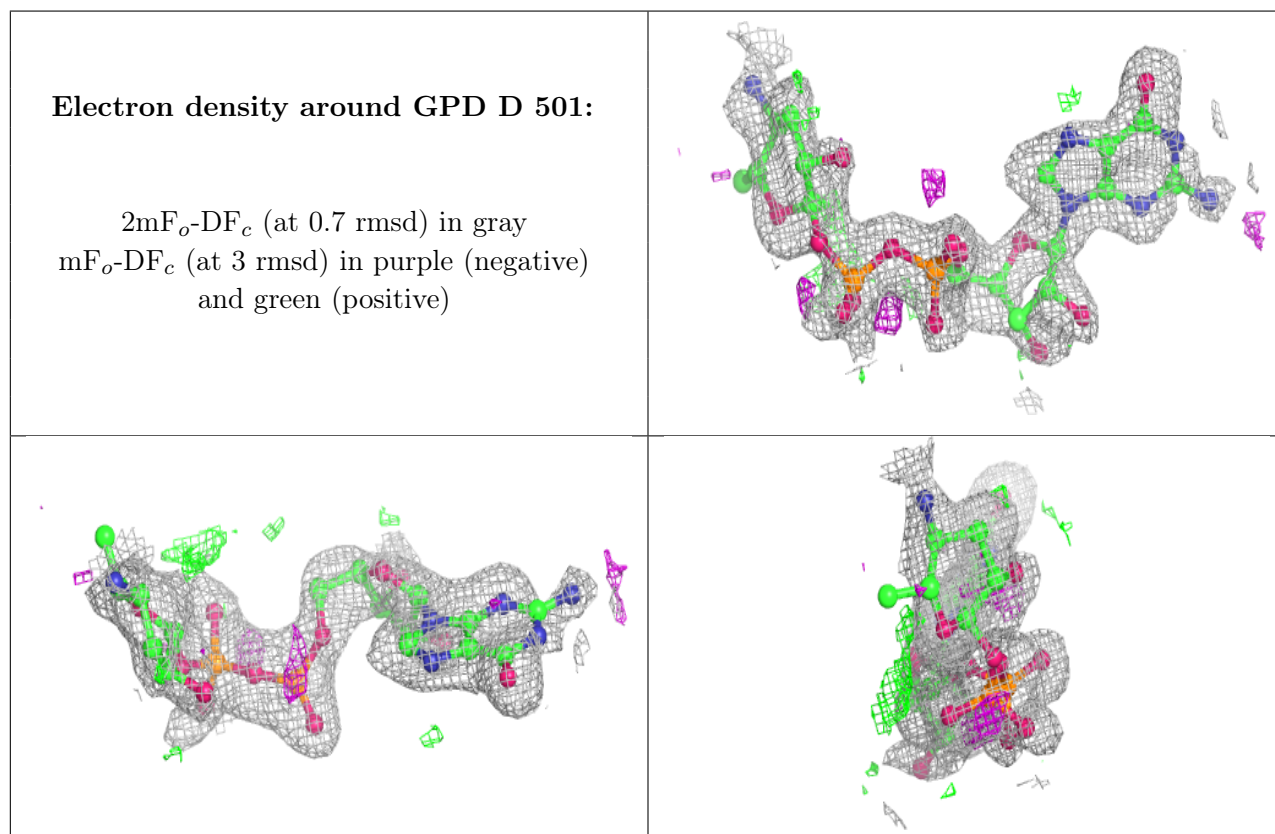 Electron density around GPD D 501:
2mFₒ-DF𝒸 (at 0.7 rmsd) in gray
mFₒ-DF𝒸 (at 3 rmsd) in purple (negative)
and green (positive)